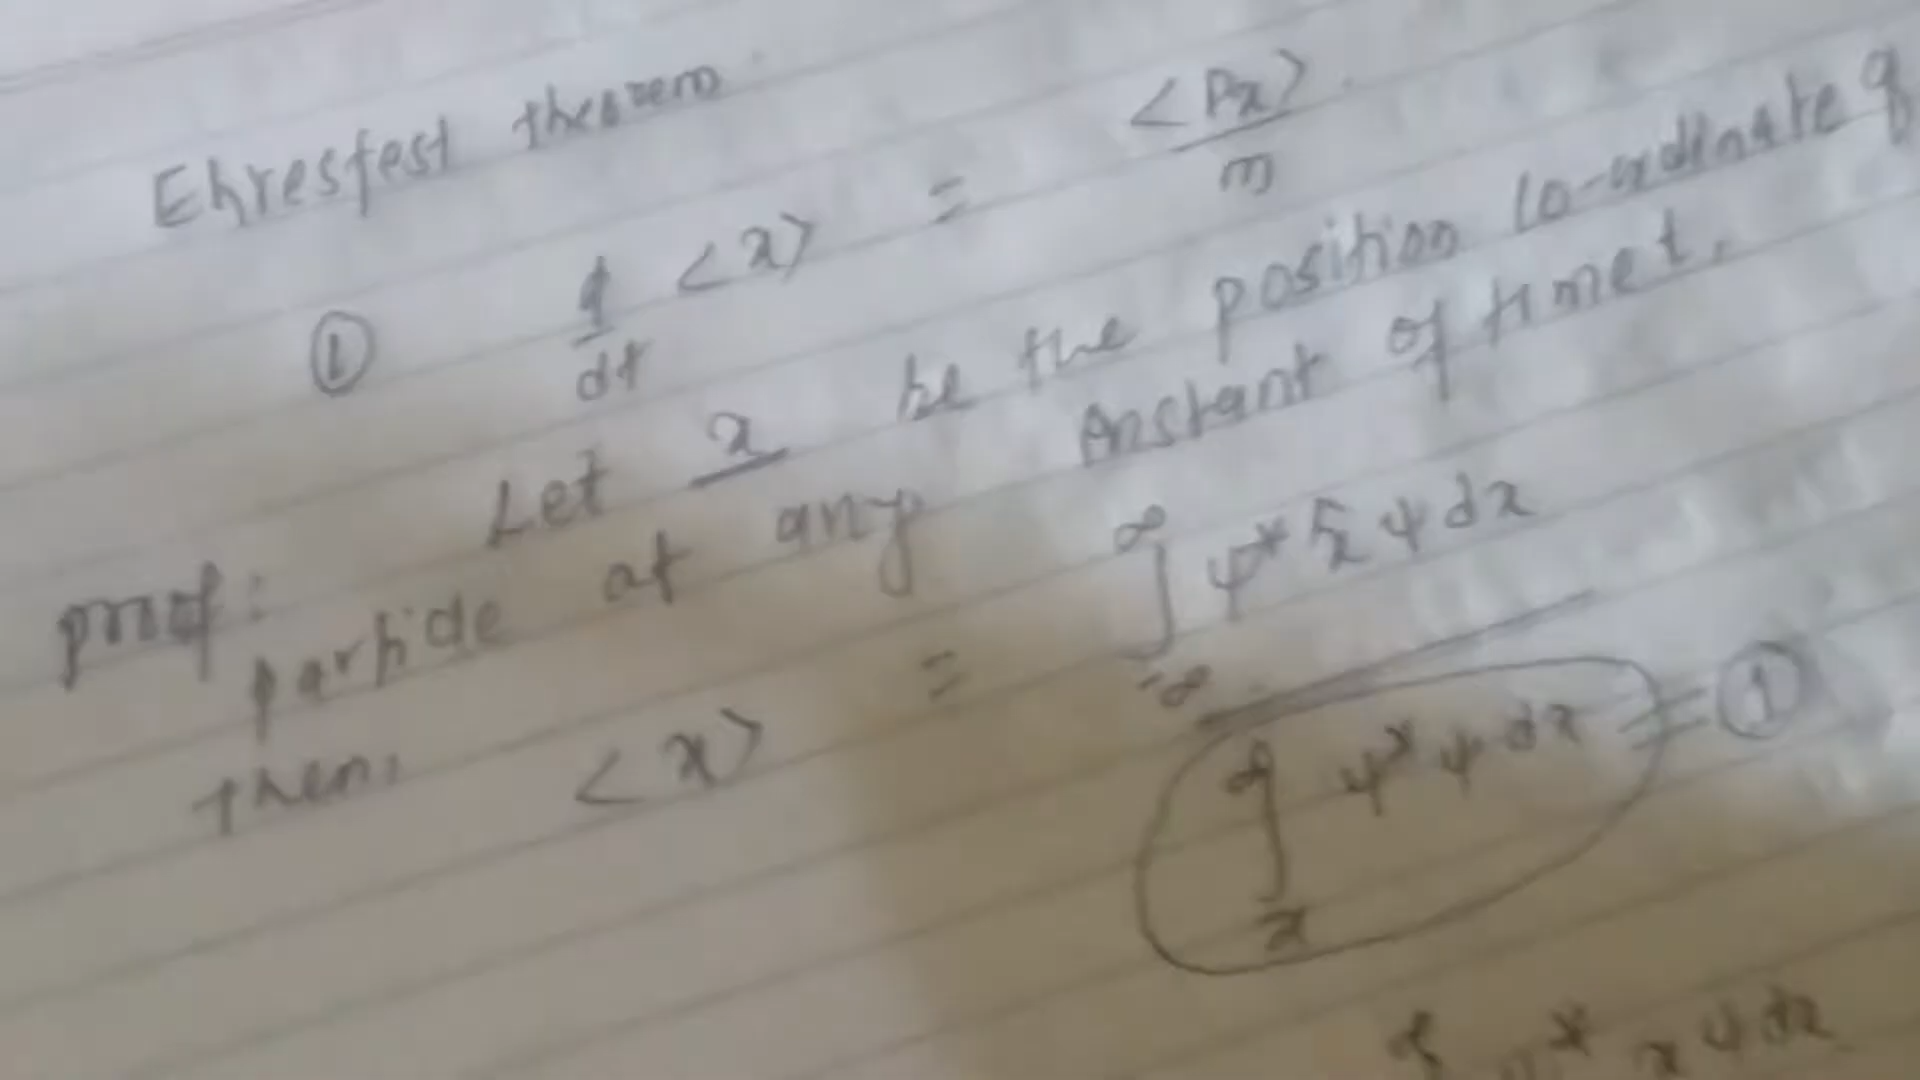 Ehresfest theorem
① d/dt <x> = <Px>/m
proof: Let x be the position co-ordinate of
particle at any instant of time t.
then, <x> = ∫_{-∞}^{∞} ψ* x̂ ψ dx
∫_{x}^{∞} ψ* ψ dx = ①
ψ* x ψ dx